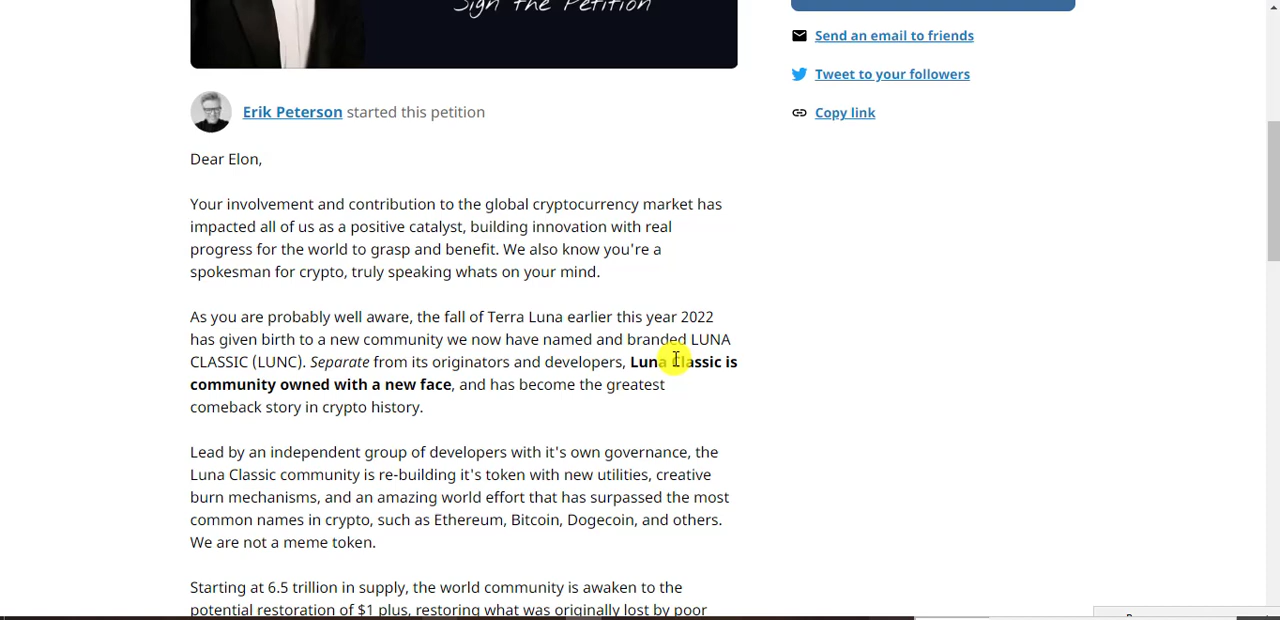 Sign the Petition
Send an email to friends
Tweet to your followers
Copy link
Erik Peterson started this petition
Dear Elon,
Your involvement and contribution to the global cryptocurrency market has
impacted all of us as a positive catalyst, building innovation with real
progress for the world to grasp and benefit. We also know you're a
spokesman for crypto, truly speaking whats on your mind.
As you are probably well aware, the fall of Terra Luna earlier this year 2022
has given birth to a new community we now have named and branded LUNA
CLASSIC (LUNC). Separate from its originators and developers, Luna Classic is
community owned with a new face, and has become the greatest
comeback story in crypto history.
Lead by an independent group of developers with it's own governance, the
Luna Classic community is re-building it's token with new utilities, creative
burn mechanisms, and an amazing world effort that has surpassed the most
common names in crypto, such as Ethereum, Bitcoin, Dogecoin, and others.
We are not a meme token.
Starting at 6.5 trillion in supply, the world community is awaken to the
potential restoration of $1 plus, restoring what was originally lost by poor